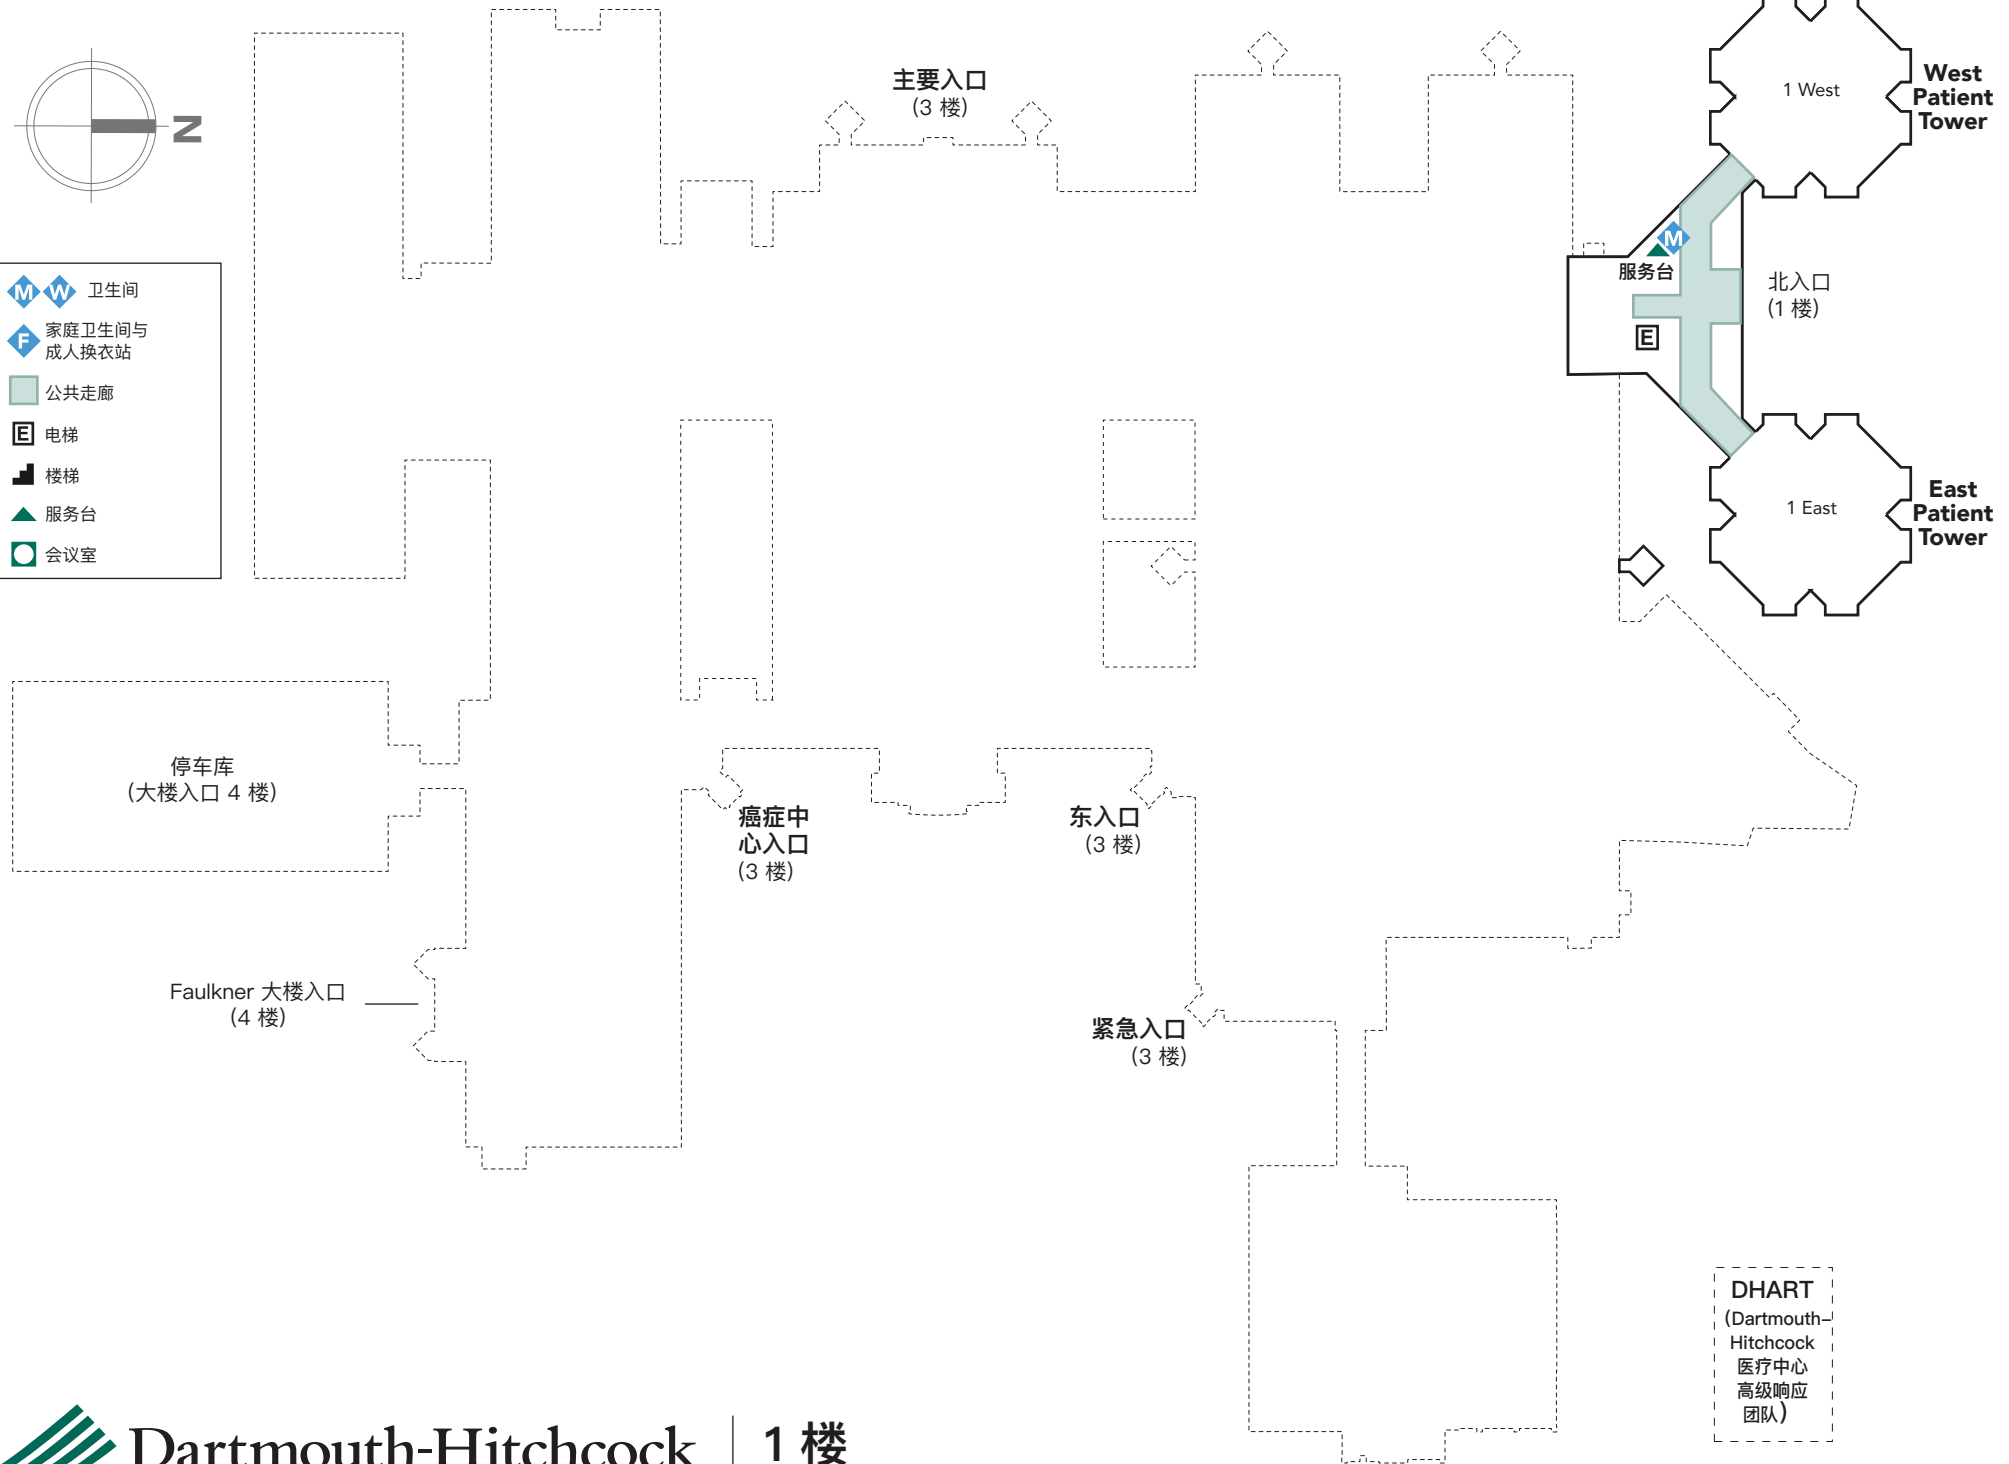 N
主要入口
(3 楼)
1 West
West
Patient
Tower
M
服务台
E
北入口
(1 楼)
M W 卫生间
F 家庭卫生间与
成人换衣站
公共走廊
E 电梯
楼梯
服务台
会议室
1 East
East
Patient
Tower
停车库
(大楼入口 4 楼)
癌症中
心入口
(3 楼)
东入口
(3 楼)
Faulkner 大楼入口
(4 楼)
紧急入口
(3 楼)
DHART
(Dartmouth-
Hitchcock
医疗中心
高级响应
团队)
Dartmouth-Hitchcock
1 楼